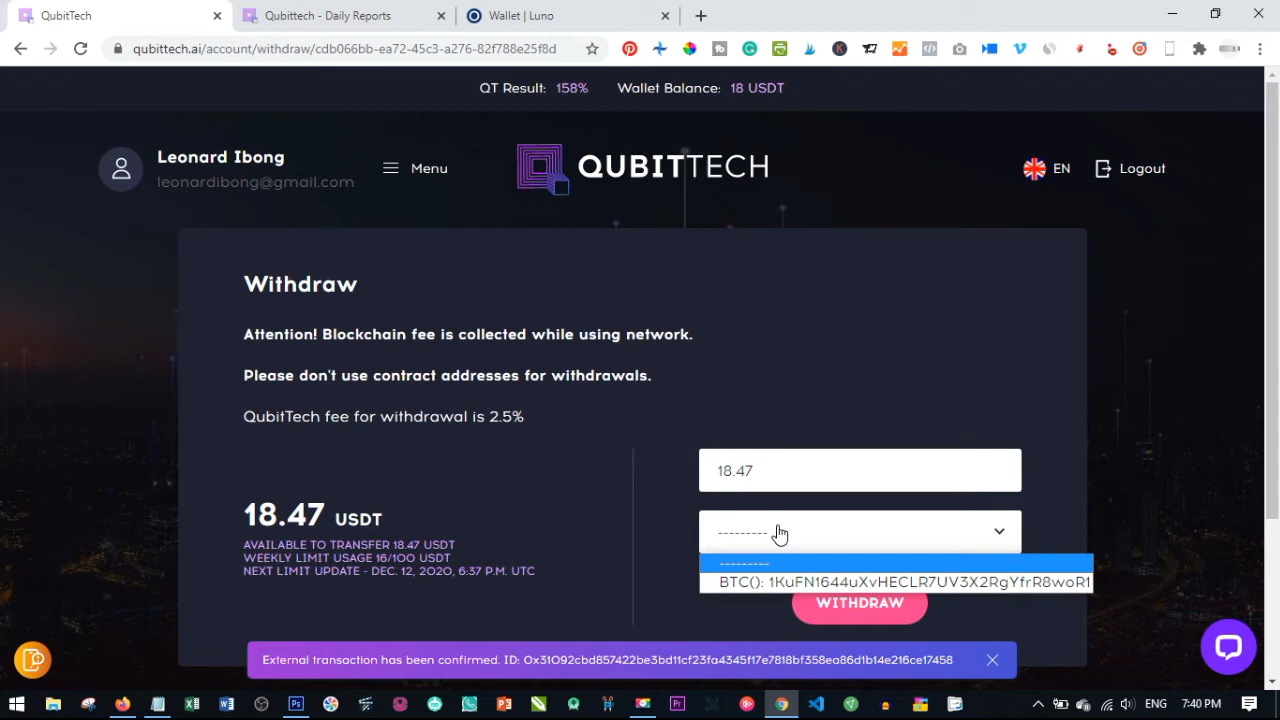 QubitTech
Qubittech - Daily Reports
Wallet | Luno
qubittech.ai/account/withdraw/cdb066bb-ea72-45c3-a276-82f788e25f8d
QT Result: 158% Wallet Balance: 18 USDT
Leonard Ibong
leonardibong@gmail.com
Menu
QUBITTECH
EN
Logout
Withdraw
Attention! Blockchain fee is collected while using network.
Please don't use contract addresses for withdrawals.
QubitTech fee for withdrawal is 2.5%
18.47 USDT
AVAILABLE TO TRANSFER 18.47 USDT
WEEKLY LIMIT USAGE 16/100 USDT
NEXT LIMIT UPDATE - DEC. 12, 2020, 6:37 P.M. UTC
18.47
---------
---------
BTC(): 1KuFN1644uXvHECLR7UV3X2RgYfrR8woR1
WITHDRAW
External transaction has been confirmed. ID: 0x3109​2cbd857422be3bd11cf23fa4345f17e7818bf358ea86d1b14e216ce17458
ENG 7:40 PM